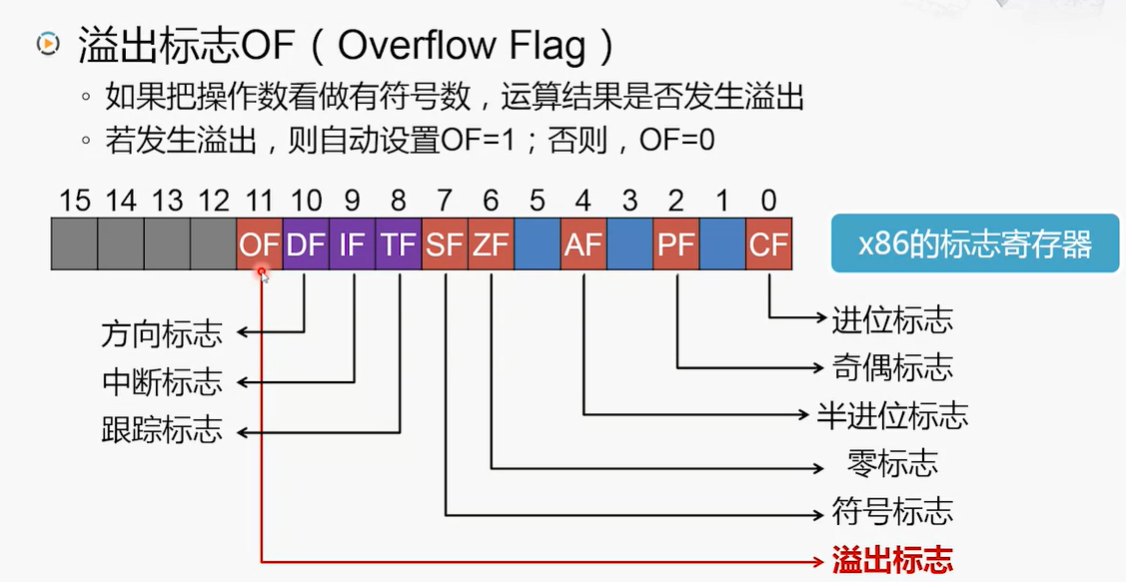 溢出标志OF（Overflow Flag）
如果把操作数看做有符号数，运算结果是否发生溢出
若发生溢出，则自动设置OF=1；否则，OF=0
15 14 13 12 11 10 9 8 7 6 5 4 3 2 1 0
OF DF IF TF SF ZF AF PF CF
x86的标志寄存器
方向标志
中断标志
跟踪标志
进位标志
奇偶标志
半进位标志
零标志
符号标志
溢出标志